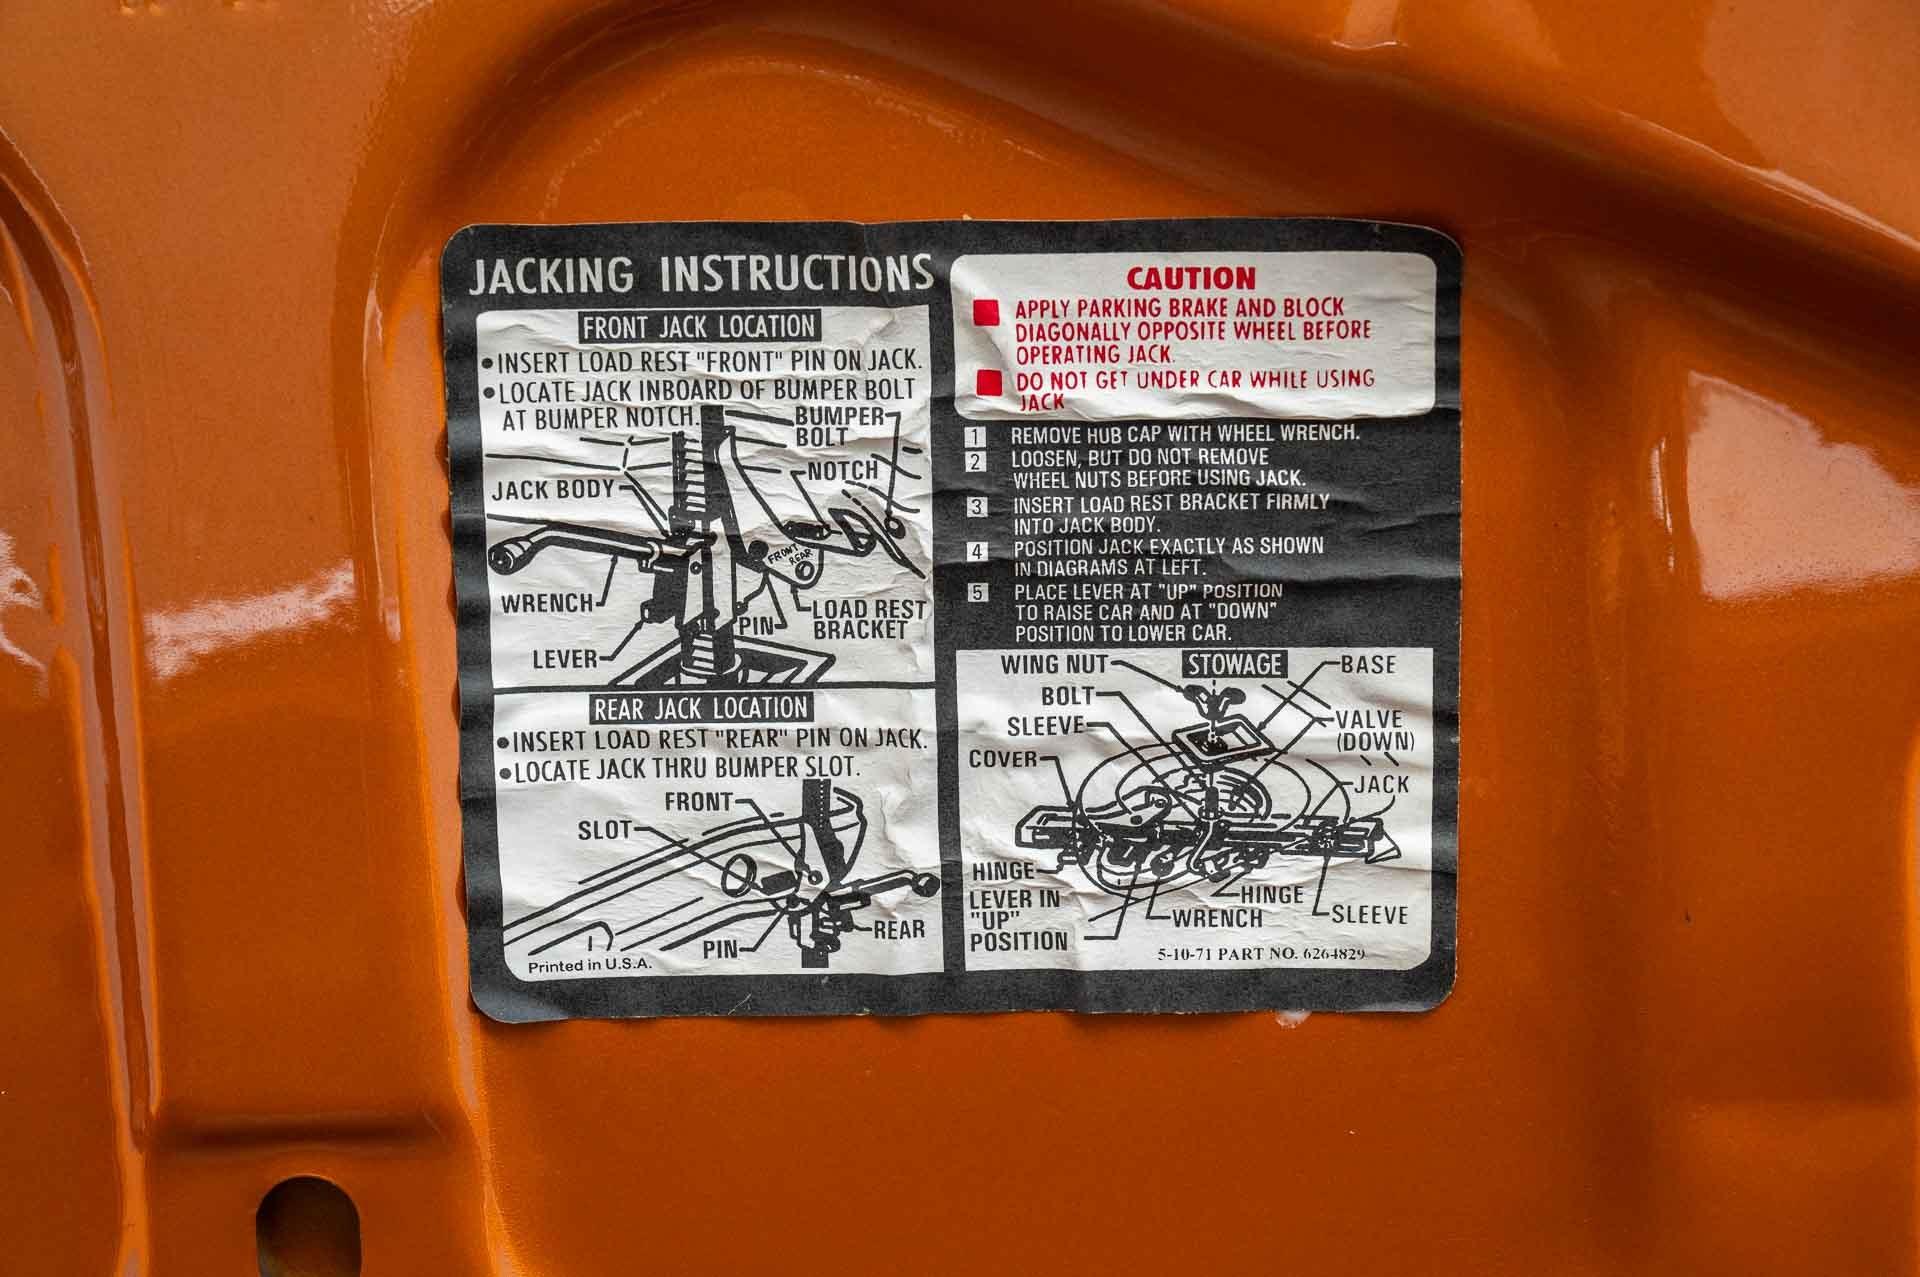 JACKING INSTRUCTIONS
FRONT JACK LOCATION
•INSERT LOAD REST "FRONT" PIN ON JACK.
•LOCATE JACK INBOARD OF BUMPER BOLT
AT BUMPER NOTCH.
BUMPER
BOLT
NOTCH
JACK BODY
FRONT
REAR
WRENCH
LOAD REST
BRACKET
PIN
LEVER
REAR JACK LOCATION
•INSERT LOAD REST "REAR" PIN ON JACK.
•LOCATE JACK THRU BUMPER SLOT.
FRONT
SLOT
REAR
PIN
Printed in U.S.A.
CAUTION
APPLY PARKING BRAKE AND BLOCK
DIAGONALLY OPPOSITE WHEEL BEFORE
OPERATING JACK.
DO NOT GET UNDER CAR WHILE USING
JACK
1 REMOVE HUB CAP WITH WHEEL WRENCH.
2 LOOSEN, BUT DO NOT REMOVE
WHEEL NUTS BEFORE USING JACK.
3 INSERT LOAD REST BRACKET FIRMLY
INTO JACK BODY.
4 POSITION JACK EXACTLY AS SHOWN
IN DIAGRAMS AT LEFT.
5 PLACE LEVER AT "UP" POSITION
TO RAISE CAR AND AT "DOWN"
POSITION TO LOWER CAR.
STOWAGE
WING NUT
BASE
BOLT
SLEEVE
VALVE
(DOWN)
COVER
JACK
HINGE
LEVER IN
"UP"
POSITION
HINGE
WRENCH
SLEEVE
5-10-71 PART NO. 6264829